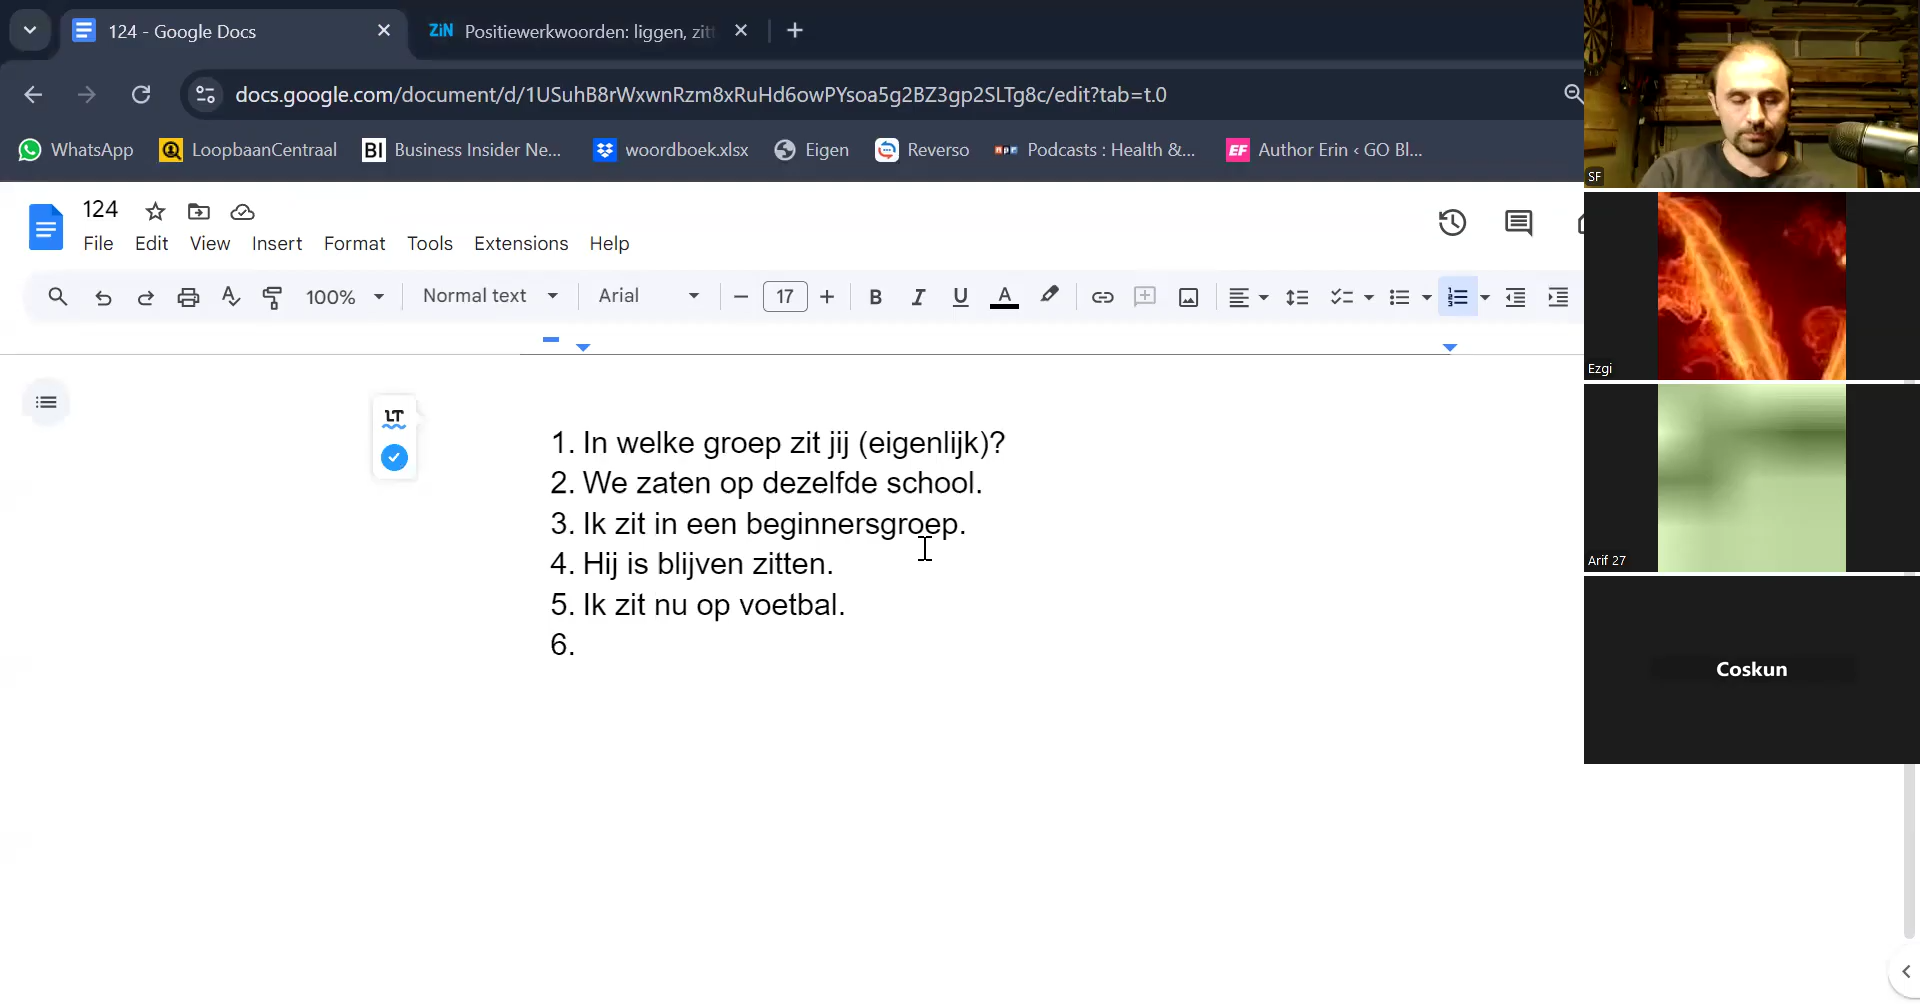 124 - Google Docs
ZiN Positiewerkwoorden: liggen, zitt
docs.google.com/document/d/1USuhB8rWxwnRzm8xRuHd6owPYsoa5g2BZ3gp2SLTg8c/edit?tab=t.0
WhatsApp LoopbaanCentraal BI Business Insider Ne... woordboek.xlsx Eigen Reverso npr Podcasts : Health &... EF Author Erin ‹ GO Bl...
124
File Edit View Insert Format Tools Extensions Help
100% Normal text Arial 17 B I U A
LT
1. In welke groep zit jij (eigenlijk)?
2. We zaten op dezelfde school.
3. Ik zit in een beginnersgroep.
4. Hij is blijven zitten.
5. Ik zit nu op voetbal.
6.
SF
Ezgi
Arif 27
Coskun